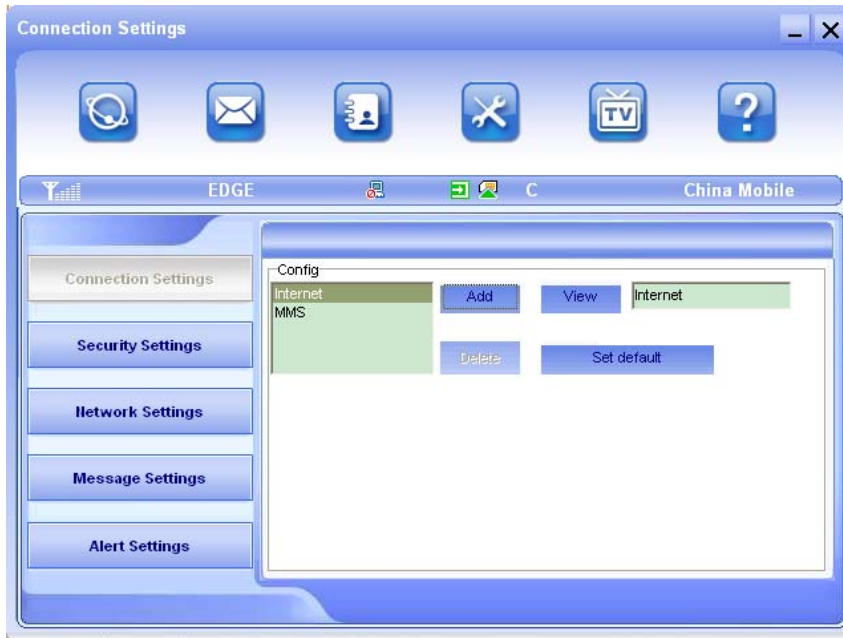 Connection Settings
TV
?
EDGE
C
China Mobile
Connection Settings
Security Settings
Network Settings
Message Settings
Alert Settings
Config
Internet
MMS
Add
View
Internet
Delete
Set default